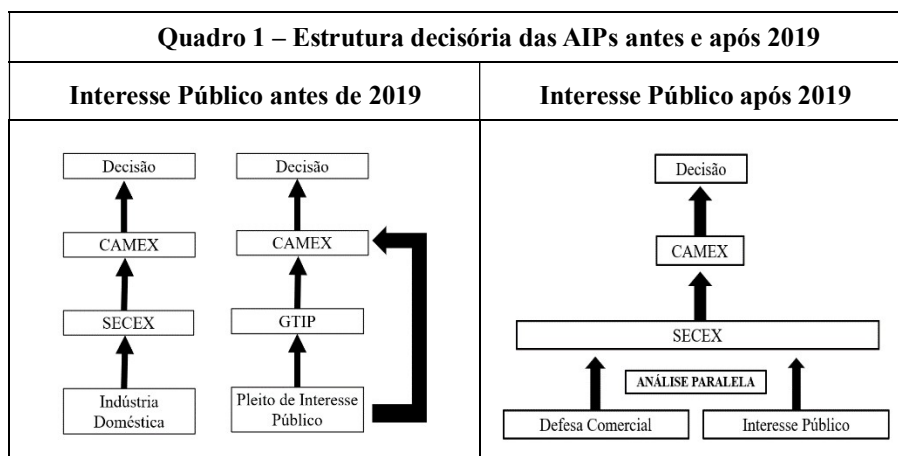 Quadro 1 – Estrutura decisória das AIPs antes e após 2019
Interesse Público antes de 2019
Decisão
Decisão
CAMEX
CAMEX
SECEX
GTIP
Indústria
Doméstica
Pleito de Interesse
Público
Interesse Público após 2019
Decisão
CAMEX
SECEX
ANÁLISE PARALELA
Defesa Comercial
Interesse Público